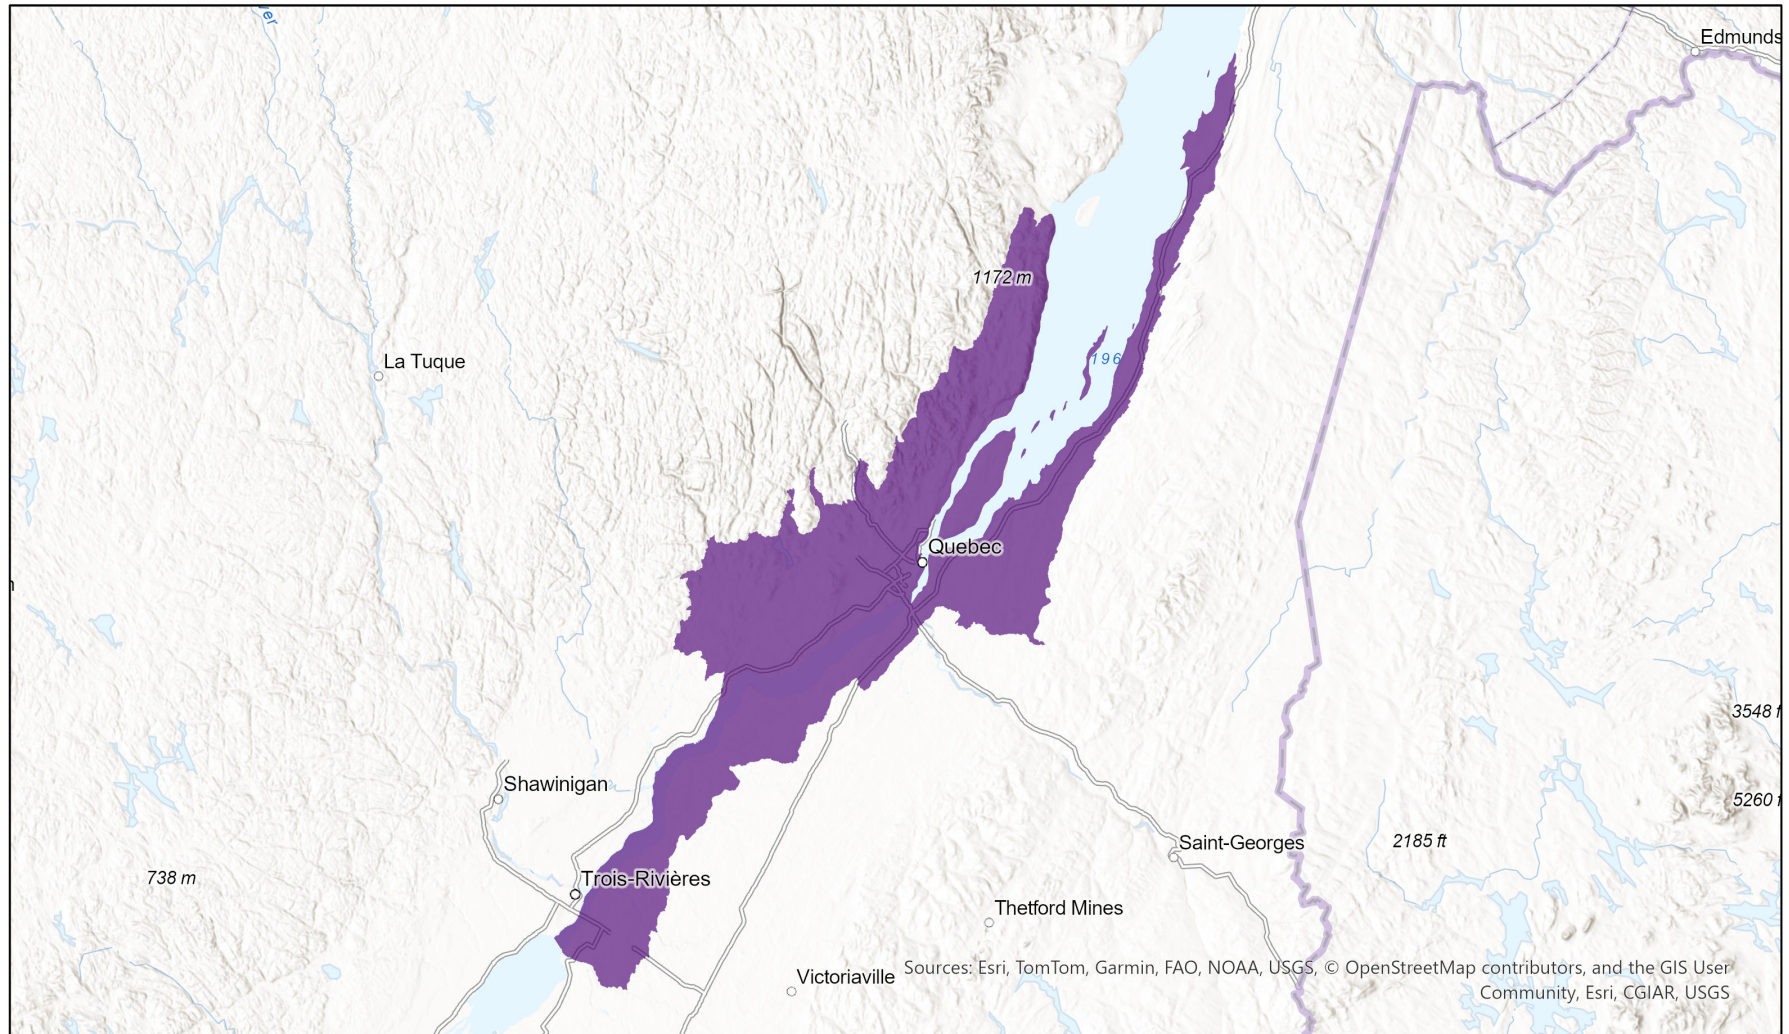 Edmunds
1172 m
196
La Tuque
Quebec
3548 f
Shawinigan
5260 f
2185 ft
Saint-Georges
738 m
Trois-Rivières
Thetford Mines
Victoriaville
Sources: Esri, TomTom, Garmin, FAO, NOAA, USGS, © OpenStreetMap contributors, and the GIS User
Community, Esri, CGIAR, USGS